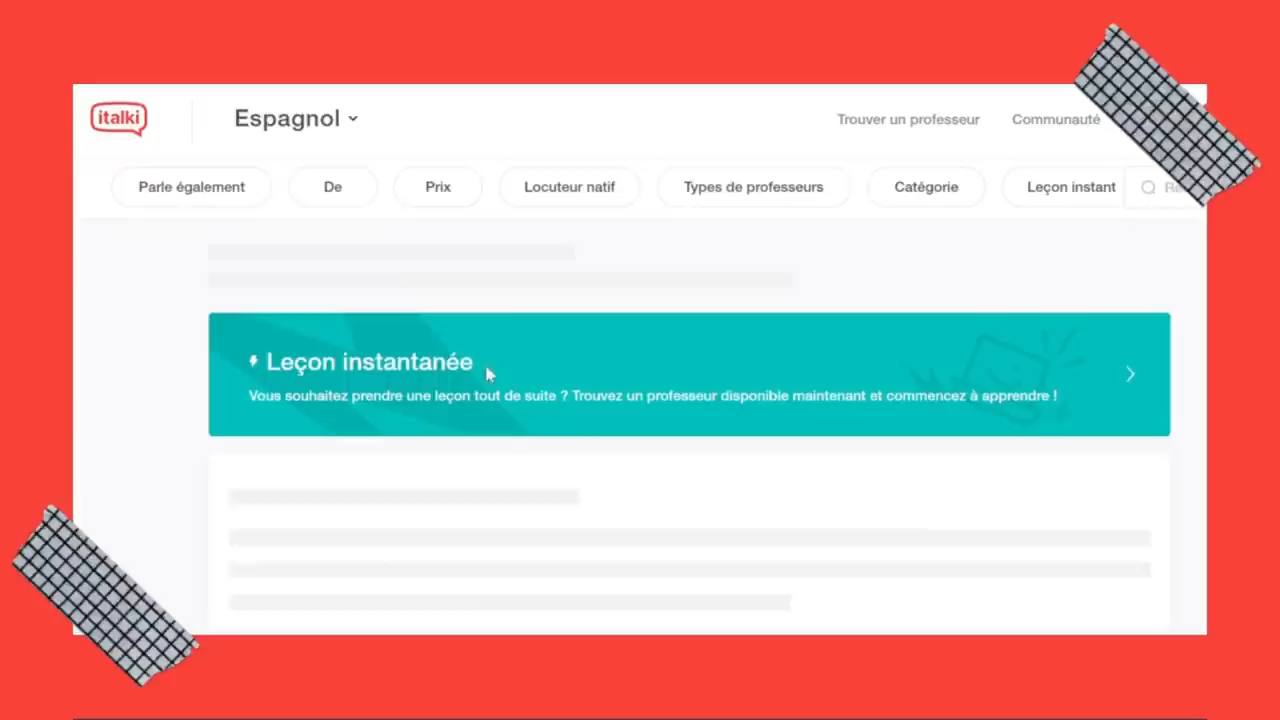 italki
Espagnol
Trouver un professeur
Communauté
Parle également
De
Prix
Locuteur natif
Types de professeurs
Catégorie
Leçon instant
Leçon instantanée
Vous souhaitez prendre une leçon tout de suite ? Trouvez un professeur disponible maintenant et commencez à apprendre !